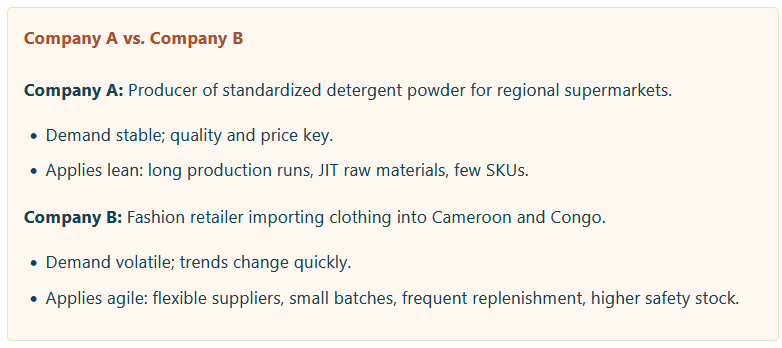 Company A vs. Company B
Company A: Producer of standardized detergent powder for regional supermarkets.
• Demand stable; quality and price key.
• Applies lean: long production runs, JIT raw materials, few SKUs.
Company B: Fashion retailer importing clothing into Cameroon and Congo.
• Demand volatile; trends change quickly.
• Applies agile: flexible suppliers, small batches, frequent replenishment, higher safety stock.